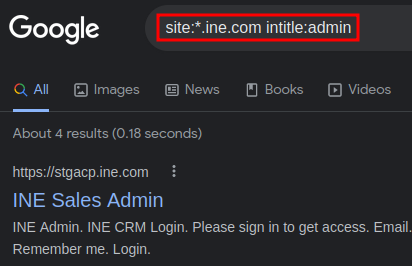 Google
site:*.ine.com intitle:admin
All Images News Books Videos
About 4 results (0.18 seconds)
https://stgacp.ine.com
INE Sales Admin
INE Admin. INE CRM Login. Please sign in to get access. Email.
Remember me. Login.